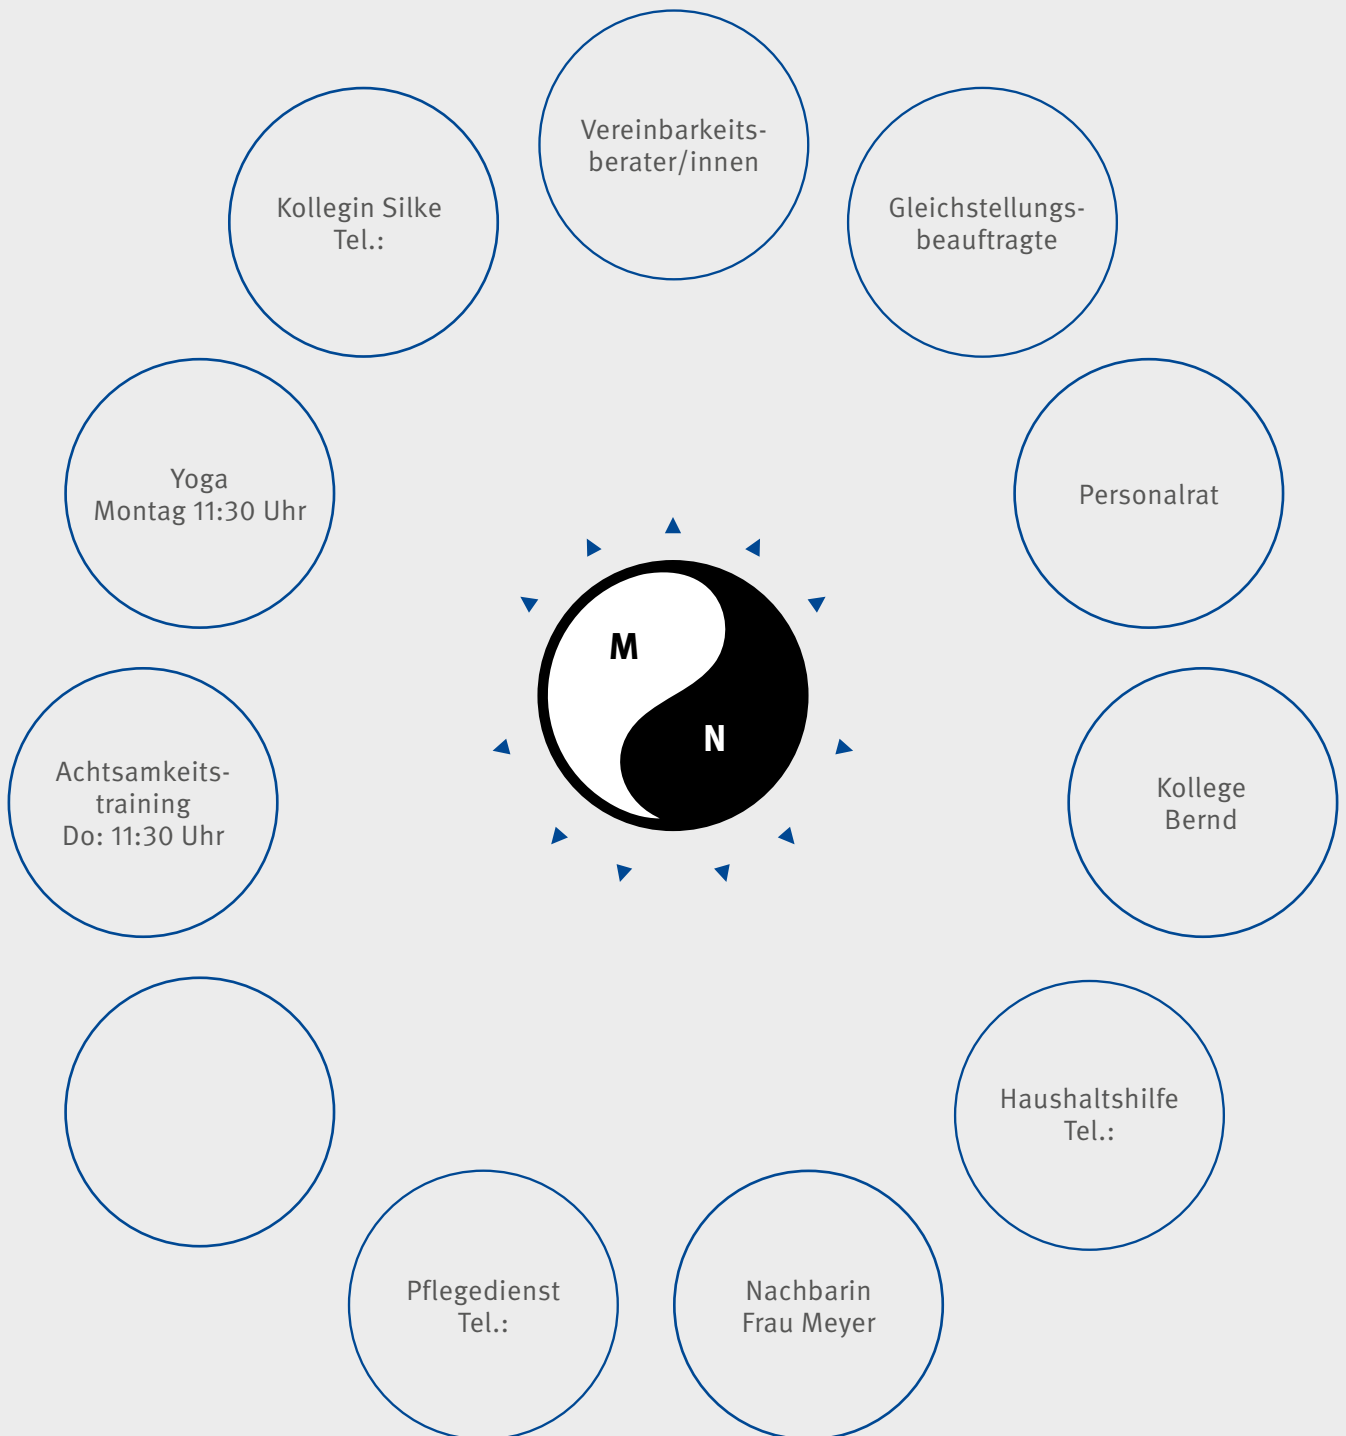 Vereinbarkeits-
berater/innen
Gleichstellungs-
beauftragte
Personalrat
Kollege
Bernd
Haushaltshilfe
Tel.:
Nachbarin
Frau Meyer
Pflegedienst
Tel.:
Achtsamkeits-
training
Do: 11:30 Uhr
Yoga
Montag 11:30 Uhr
Kollegin Silke
Tel.:
M
N